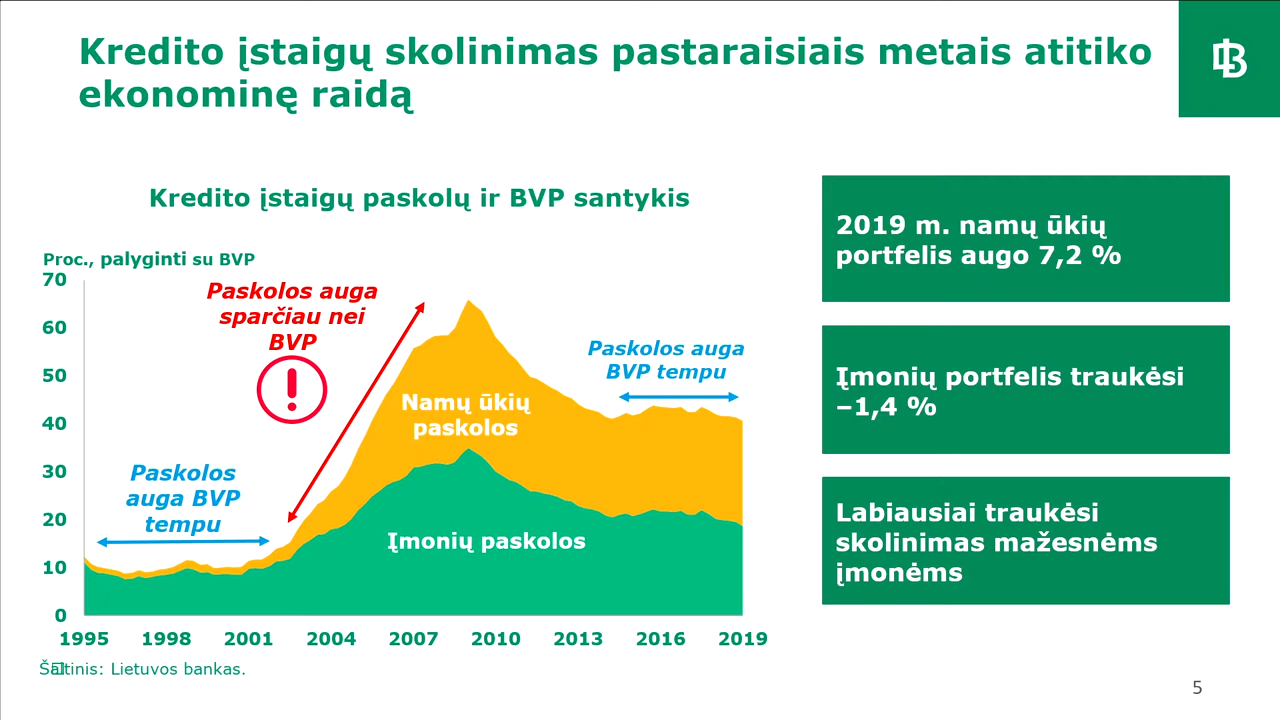 Kredito įstaigų skolinimas pastaraisiais metais atitiko
ekonominę raidą
Kredito įstaigų paskolų ir BVP santykis
Proc., palyginti su BVP
70
60
50
40
30
20
10
0
1995 1998 2001 2004 2007 2010 2013 2016 2019
Paskolos auga
sparčiau nei
BVP
Paskolos auga
BVP tempu
Namų ūkių
paskolos
Paskolos
auga BVP
tempu
Įmonių paskolos
Šaltinis: Lietuvos bankas.
2019 m. namų ūkių
portfelis augo 7,2 %
Įmonių portfelis traukėsi
−1,4 %
Labiausiai traukėsi
skolinimas mažesnėms
įmonėms
5